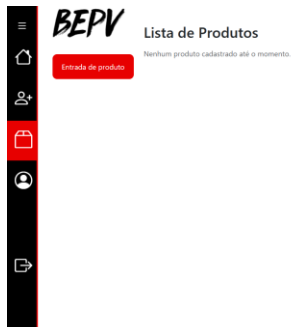 BEPV
Lista de Produtos
Nenhum produto cadastrado até o momento.
Entrada de produto